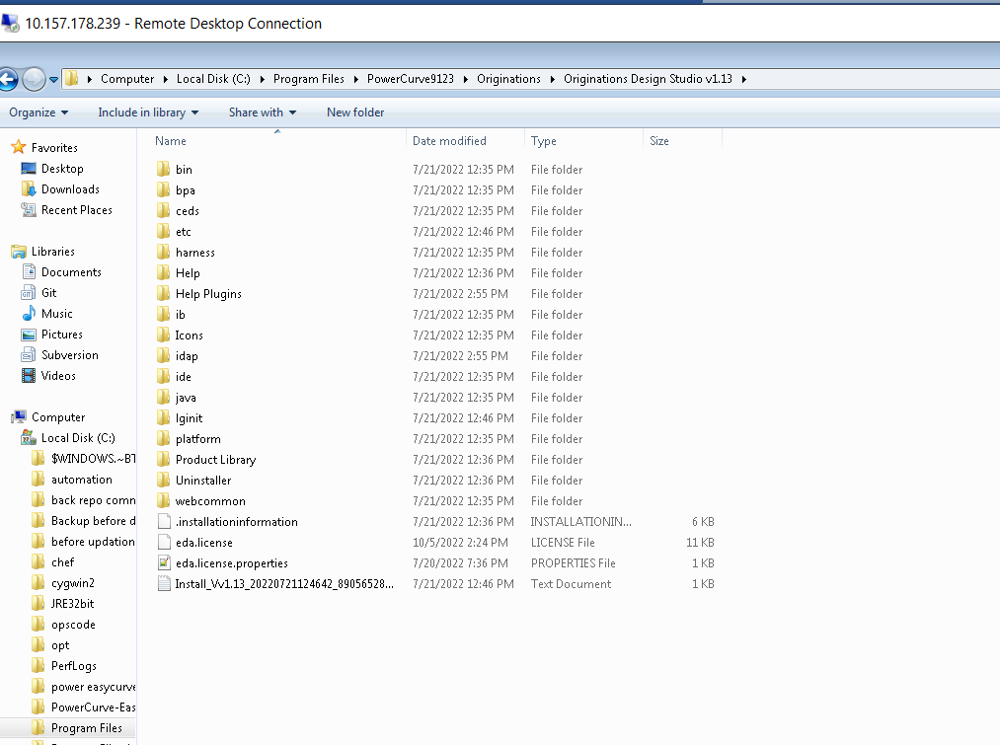 10.157.178.239 - Remote Desktop Connection
Computer Local Disk (C:) Program Files PowerCurve9123 Originations Originations Design Studio v1.13
Organize Include in library Share with New folder
Name Date modified Type Size
Favorites
Desktop
Downloads
Recent Places
Libraries
Documents
Git
Music
Pictures
Subversion
Videos
Computer
Local Disk (C:)
$WINDOWS.~BT
automation
back repo comm
Backup before d
before updation
chef
cygwin2
JRE32bit
opscode
opt
PerfLogs
power easycurve
PowerCurve-Eas
Program Files
bin 7/21/2022 12:35 PM File folder
bpa 7/21/2022 12:35 PM File folder
ceds 7/21/2022 12:35 PM File folder
etc 7/21/2022 12:46 PM File folder
harness 7/21/2022 12:35 PM File folder
Help 7/21/2022 12:36 PM File folder
Help Plugins 7/21/2022 2:55 PM File folder
ib 7/21/2022 12:35 PM File folder
Icons 7/21/2022 12:35 PM File folder
idap 7/21/2022 2:55 PM File folder
ide 7/21/2022 12:35 PM File folder
java 7/21/2022 12:35 PM File folder
lginit 7/21/2022 12:46 PM File folder
platform 7/21/2022 12:35 PM File folder
Product Library 7/21/2022 12:36 PM File folder
Uninstaller 7/21/2022 12:36 PM File folder
webcommon 7/21/2022 12:35 PM File folder
.installationinformation 7/21/2022 12:36 PM INSTALLATIONIN... 6 KB
eda.license 10/5/2022 2:24 PM LICENSE File 11 KB
eda.license.properties 7/20/2022 7:36 PM PROPERTIES File 1 KB
Install_Vv1.13_20220721124642_89056528... 7/21/2022 12:46 PM Text Document 1 KB